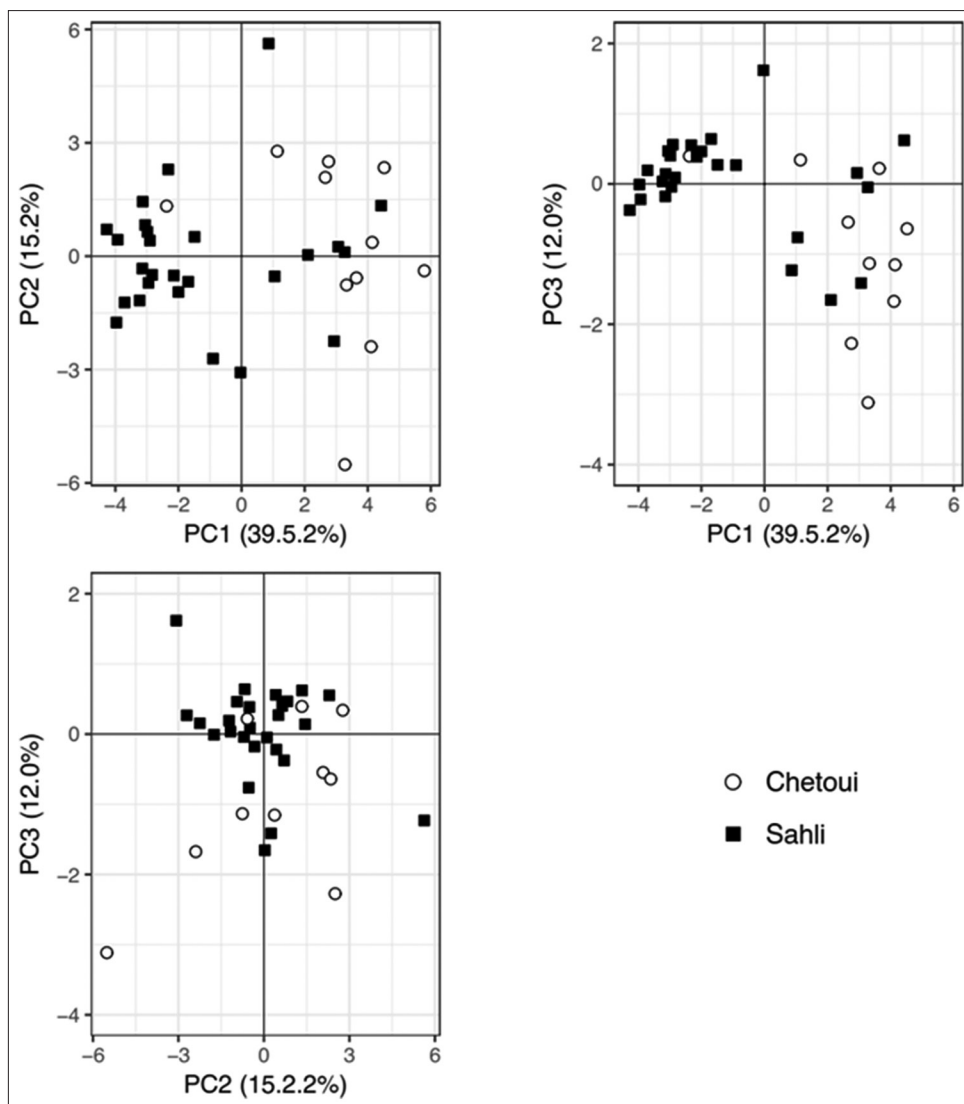 6
3
0
−3
−6
PC2 (15.2%)
−4 −2 0 2 4 6
PC1 (39.5.2%)
2
0
−2
−4
PC3 (12.0%)
−4 −2 0 2 4 6
PC1 (39.5.2%)
2
0
−2
−4
PC3 (12.0%)
−6 −3 0 3 6
PC2 (15.2.2%)
Chetoui
Sahli